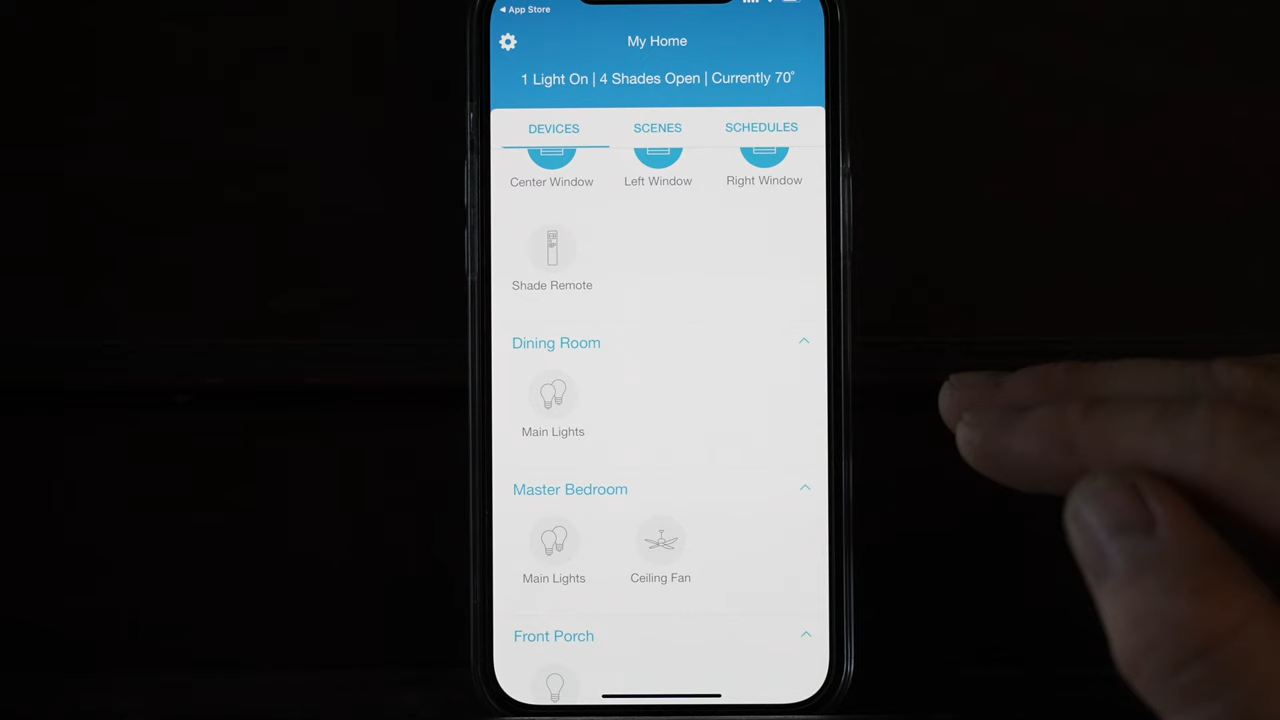 ◀ App Store
My Home
1 Light On | 4 Shades Open | Currently 70°
DEVICES SCENES SCHEDULES
Center Window Left Window Right Window
Shade Remote
Dining Room
Main Lights
Master Bedroom
Main Lights Ceiling Fan
Front Porch